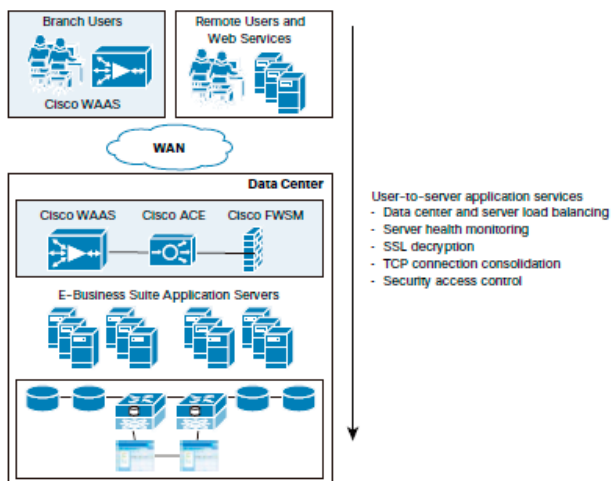 Branch Users
Cisco WAAS
Remote Users and
Web Services
WAN
Data Center
Cisco WAAS
Cisco ACE
Cisco FWSM
E-Business Suite Application Servers
User-to-server application services
- Data center and server load balancing
- Server health monitoring
- SSL decryption
- TCP connection consolidation
- Security access control